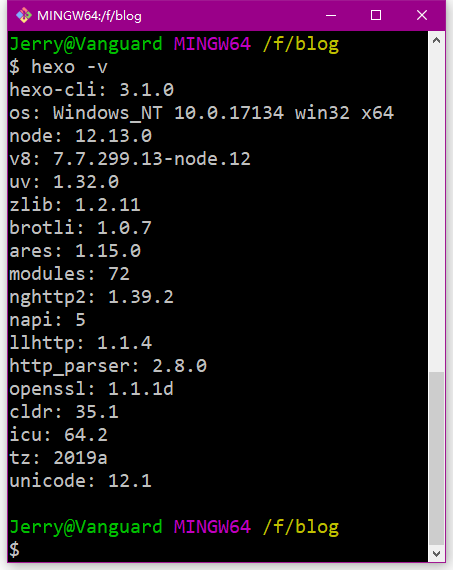 MINGW64:/f/blog
Jerry@Vanguard MINGW64 /f/blog
$ hexo -v
hexo-cli: 3.1.0
os: Windows_NT 10.0.17134 win32 x64
node: 12.13.0
v8: 7.7.299.13-node.12
uv: 1.32.0
zlib: 1.2.11
brotli: 1.0.7
ares: 1.15.0
modules: 72
nghttp2: 1.39.2
napi: 5
llhttp: 1.1.4
http_parser: 2.8.0
openssl: 1.1.1d
cldr: 35.1
icu: 64.2
tz: 2019a
unicode: 12.1
Jerry@Vanguard MINGW64 /f/blog
$